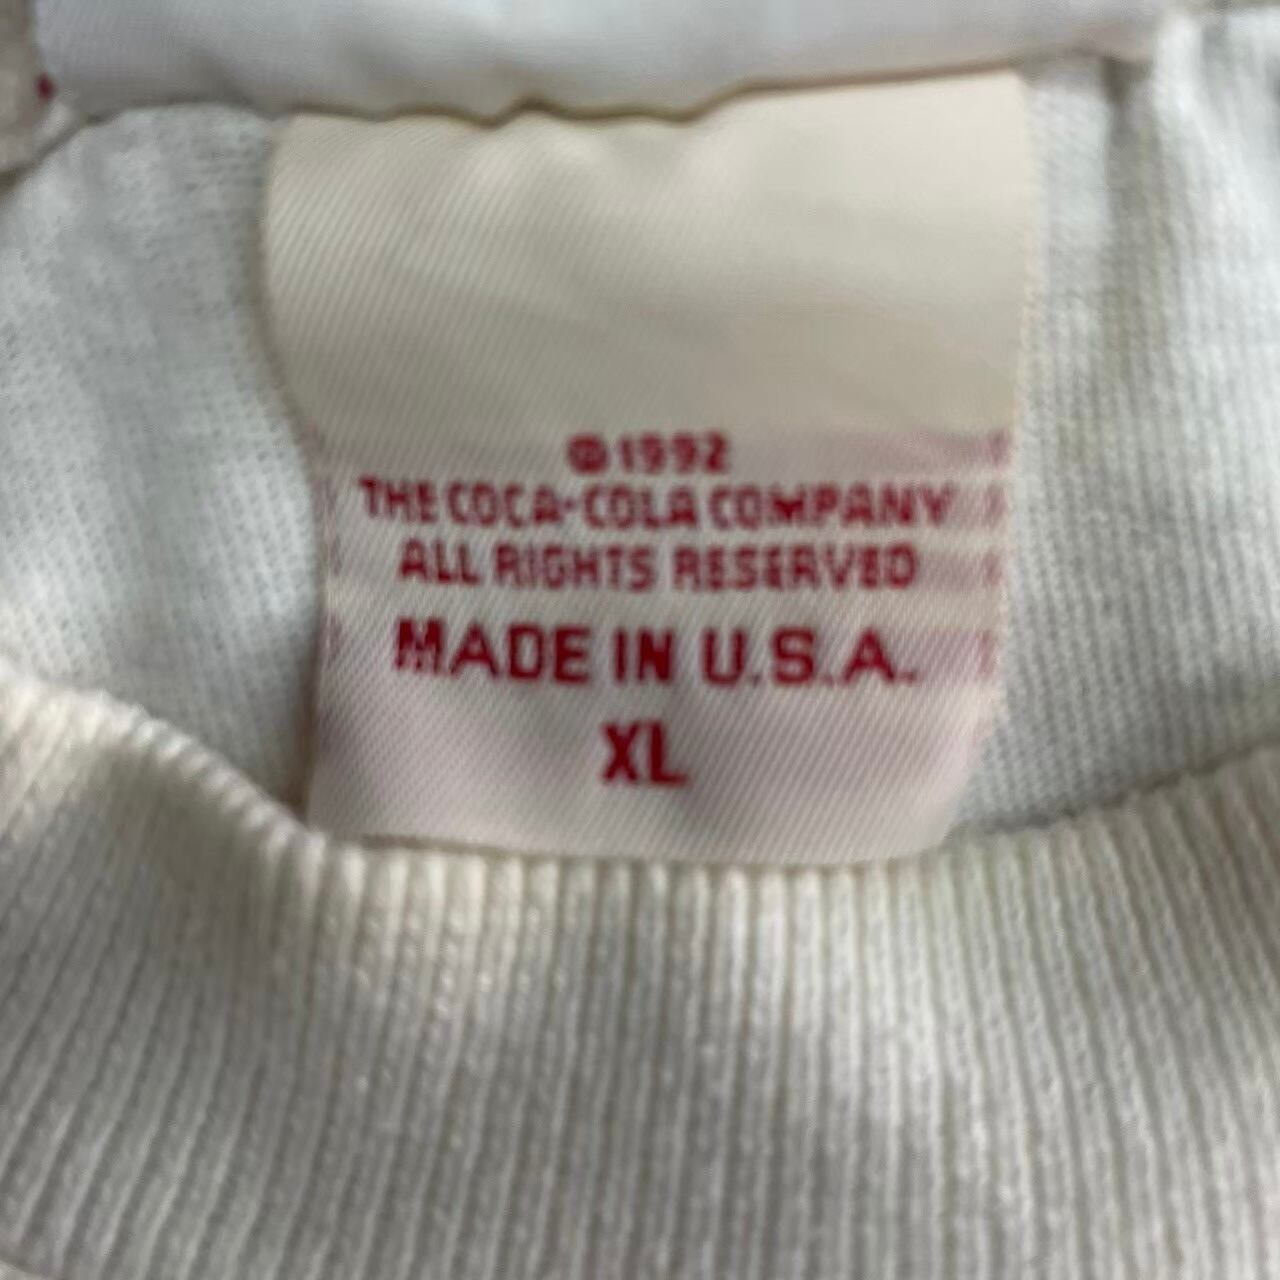 ©1992
THE COCA-COLA COMPANY
ALL RIGHTS RESERVED
MADE IN U.S.A.
XL